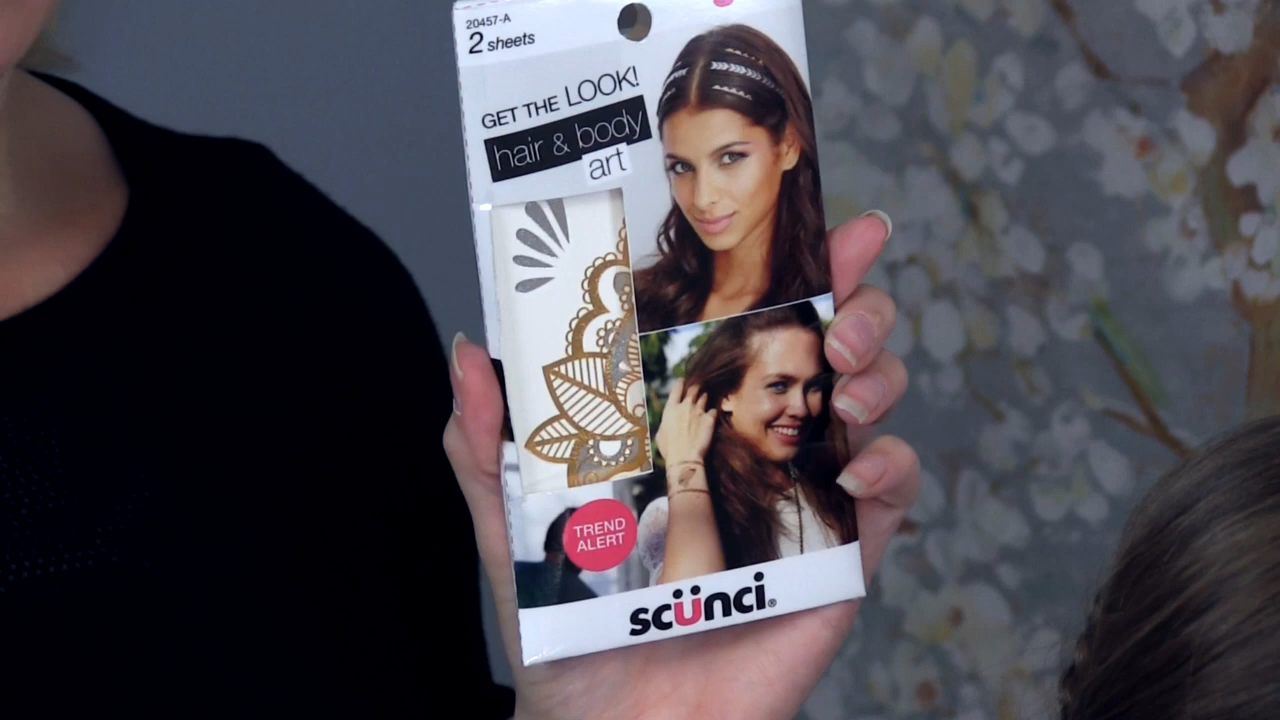 20457-A
2 sheets
GET THE LOOK!
hair & body
art
TREND
ALERT
scünci®